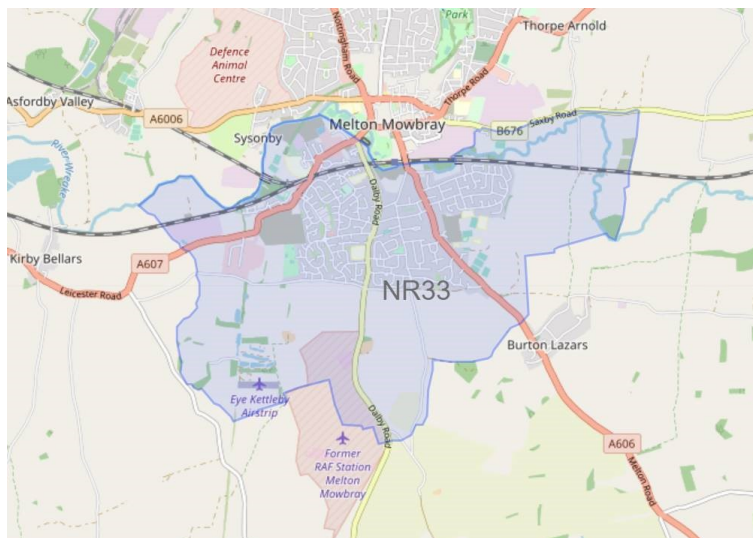 Park
Thorpe Arnold
Defence
Animal
Centre
Nottingham Road
Thorpe Road
Asfordby Valley
A6006
Saxby Road
Melton Mowbray
B676
Sysonby
River Wreake
Dalby Road
Kirby Bellars
A607
Leicester Road
NR33
Burton Lazars
Eye Kettleby
Airstrip
Dalby Road
Former
RAF Station
Melton
Mowbray
A606
Melton Road